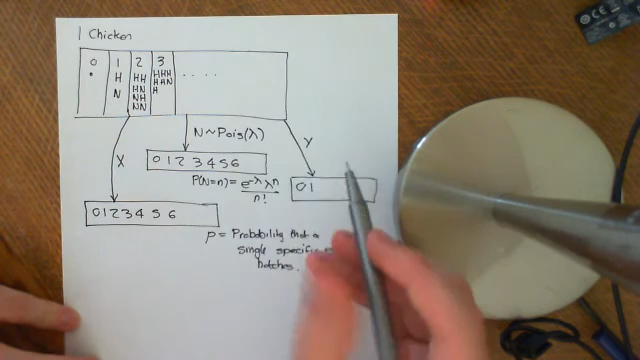 1 Chicken
0 1 2 3
H HH HHH
N HN HHN
NH H
NN
....
N~Pois(λ)
X
Y
0 1 2 3 4 5 6
P(N=n) = e^-λ λ^n / n!
0 1
0 1 2 3 4 5 6
p = Probability that a
single specific
hatches.